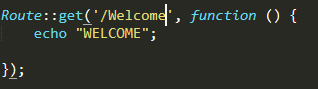 Route::get('/Welcome', function () {
    echo "WELCOME";
});